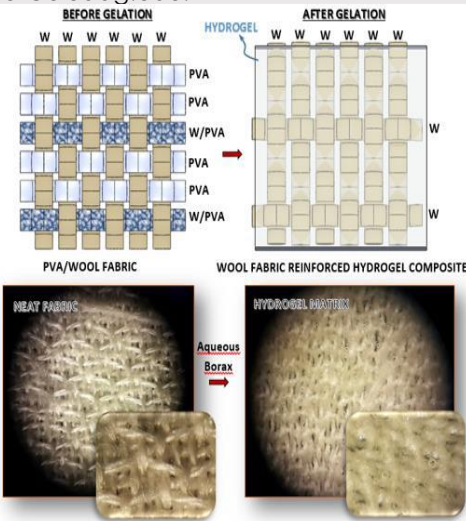 BEFORE GELATION
AFTER GELATION
HYDROGEL
W W W W W W
W W W W W W
PVA
PVA
W/PVA
PVA
PVA
W/PVA
W
W
PVA/WOOL FABRIC
WOOL FABRIC REINFORCED HYDROGEL COMPOSITE
NEAT FABRIC
HYDROGEL MATRIX
Aqueous
Borax